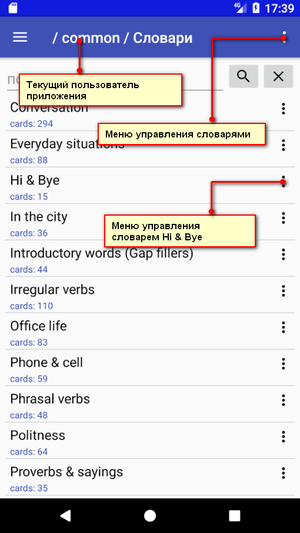 4G 17:39
/ common / Словари
Текущий пользователь
приложения
Conversation
cards: 294
Меню управления словарями
Everyday situations
cards: 88
Hi & Bye
cards: 15
In the city
cards: 36
Меню управления
словарем Hi & Bye
Introductory words (Gap fillers)
cards: 44
Irregular verbs
cards: 110
Office life
cards: 83
Phone & cell
cards: 59
Phrasal verbs
cards: 48
Politness
cards: 64
Proverbs & sayings
cards: 35